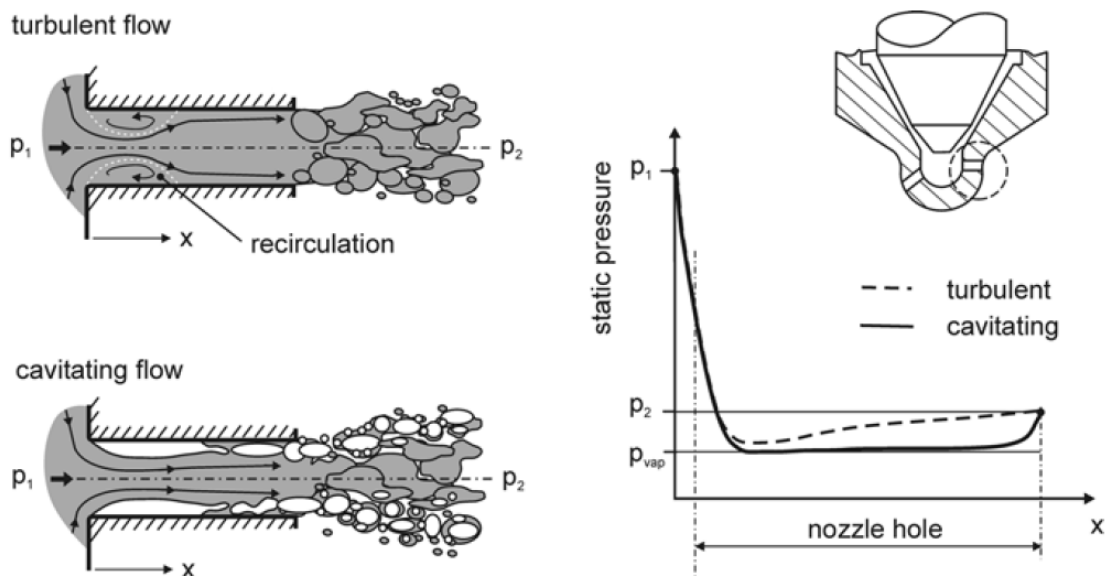 turbulent flow
p1
p2
x
recirculation
cavitating flow
p1
p2
x
static pressure
p1
turbulent
cavitating
p2
pvap
x
nozzle hole